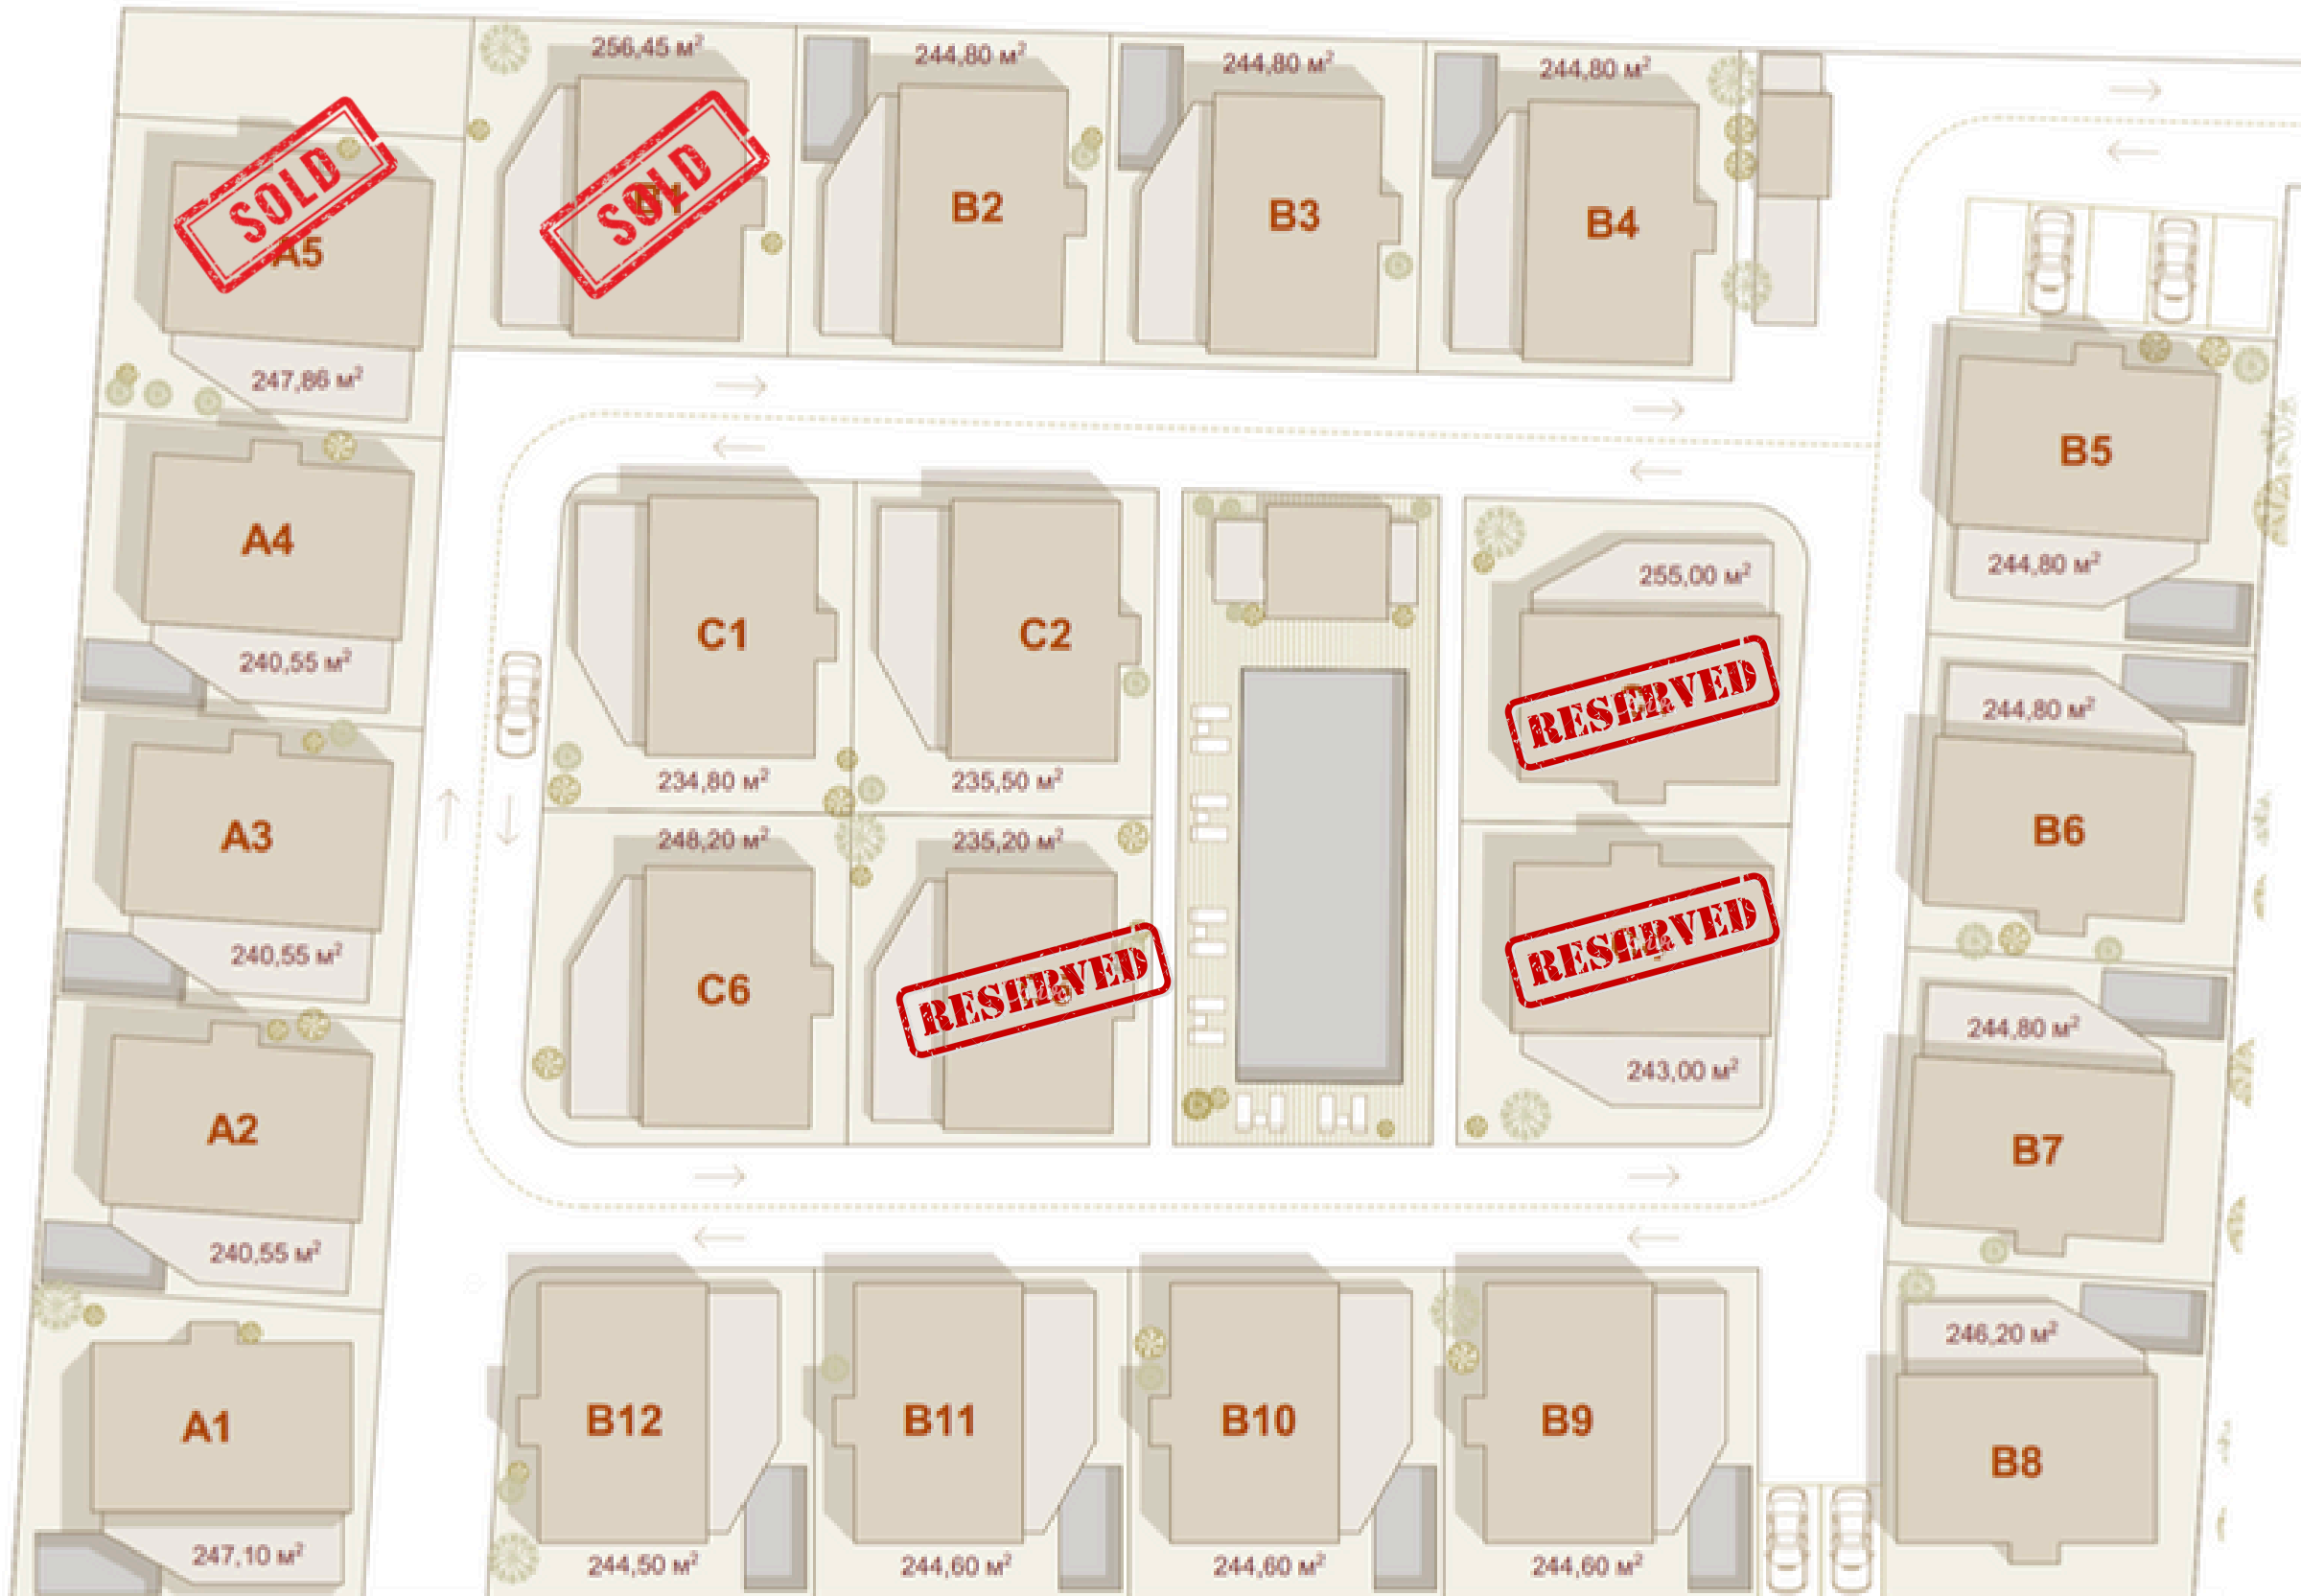 256,45 м²
244,80 м²
244,80 м²
244,80 м²
SOLD
A5
247,86 м²
SOLD
B2
B3
B4
A4
240,55 м²
C1
234,80 м²
C2
235,50 м²
255,00 м²
RESERVED
B5
244,80 м²
A3
240,55 м²
248,20 м²
C6
235,20 м²
RESERVED
RESERVED
243,00 м²
244,80 м²
B6
A2
240,55 м²
244,80 м²
B7
A1
247,10 м²
B12
244,50 м²
B11
244,60 м²
B10
244,60 м²
B9
244,60 м²
246,20 м²
B8